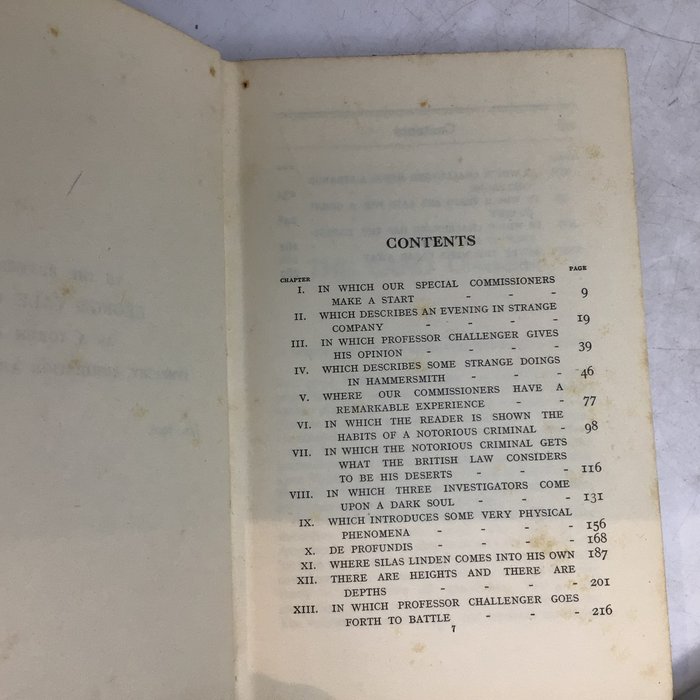 CONTENTS
CHAPTER PAGE
I. IN WHICH OUR SPECIAL COMMISSIONERS
MAKE A START - - - 9
II. WHICH DESCRIBES AN EVENING IN STRANGE
COMPANY - - - - 19
III. IN WHICH PROFESSOR CHALLENGER GIVES
HIS OPINION - - - - 39
IV. WHICH DESCRIBES SOME STRANGE DOINGS
IN HAMMERSMITH - - - 46
V. WHERE OUR COMMISSIONERS HAVE A
REMARKABLE EXPERIENCE - - 77
VI. IN WHICH THE READER IS SHOWN THE
HABITS OF A NOTORIOUS CRIMINAL - 98
VII. IN WHICH THE NOTORIOUS CRIMINAL GETS
WHAT THE BRITISH LAW CONSIDERS
TO BE HIS DESERTS - - - 116
VIII. IN WHICH THREE INVESTIGATORS COME
UPON A DARK SOUL - - - 131
IX. WHICH INTRODUCES SOME VERY PHYSICAL
PHENOMENA - - - - 156
X. DE PROFUNDIS - - - - 168
XI. WHERE SILAS LINDEN COMES INTO HIS OWN 187
XII. THERE ARE HEIGHTS AND THERE ARE
DEPTHS - - - - 201
XIII. IN WHICH PROFESSOR CHALLENGER GOES
FORTH TO BATTLE - - - 216
7